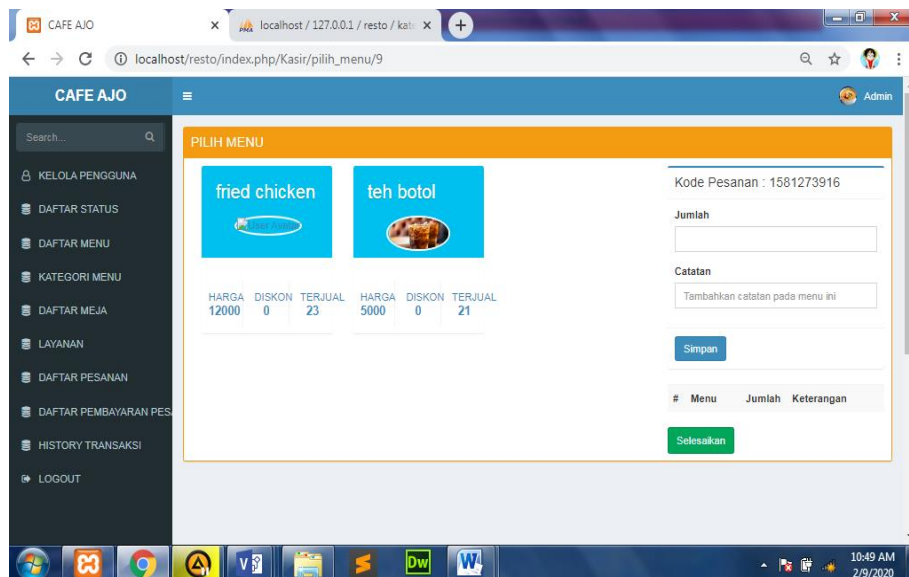 CAFE AJO
localhost / 127.0.0.1 / resto / kat
localhost/resto/index.php/Kasir/pilih_menu/9
CAFE AJO
Admin
Search...
KELOLA PENGGUNA
DAFTAR STATUS
DAFTAR MENU
KATEGORI MENU
DAFTAR MEJA
LAYANAN
DAFTAR PESANAN
DAFTAR PEMBAYARAN PES
HISTORY TRANSAKSI
LOGOUT
PILIH MENU
fried chicken
User Avatar
HARGA DISKON TERJUAL
12000 0 23
teh botol
HARGA DISKON TERJUAL
5000 0 21
Kode Pesanan : 1581273916
Jumlah
Catatan
Tambahkan catatan pada menu ini
Simpan
# Menu Jumlah Keterangan
Selesaikan
Dw
W
10:49 AM
2/9/2020